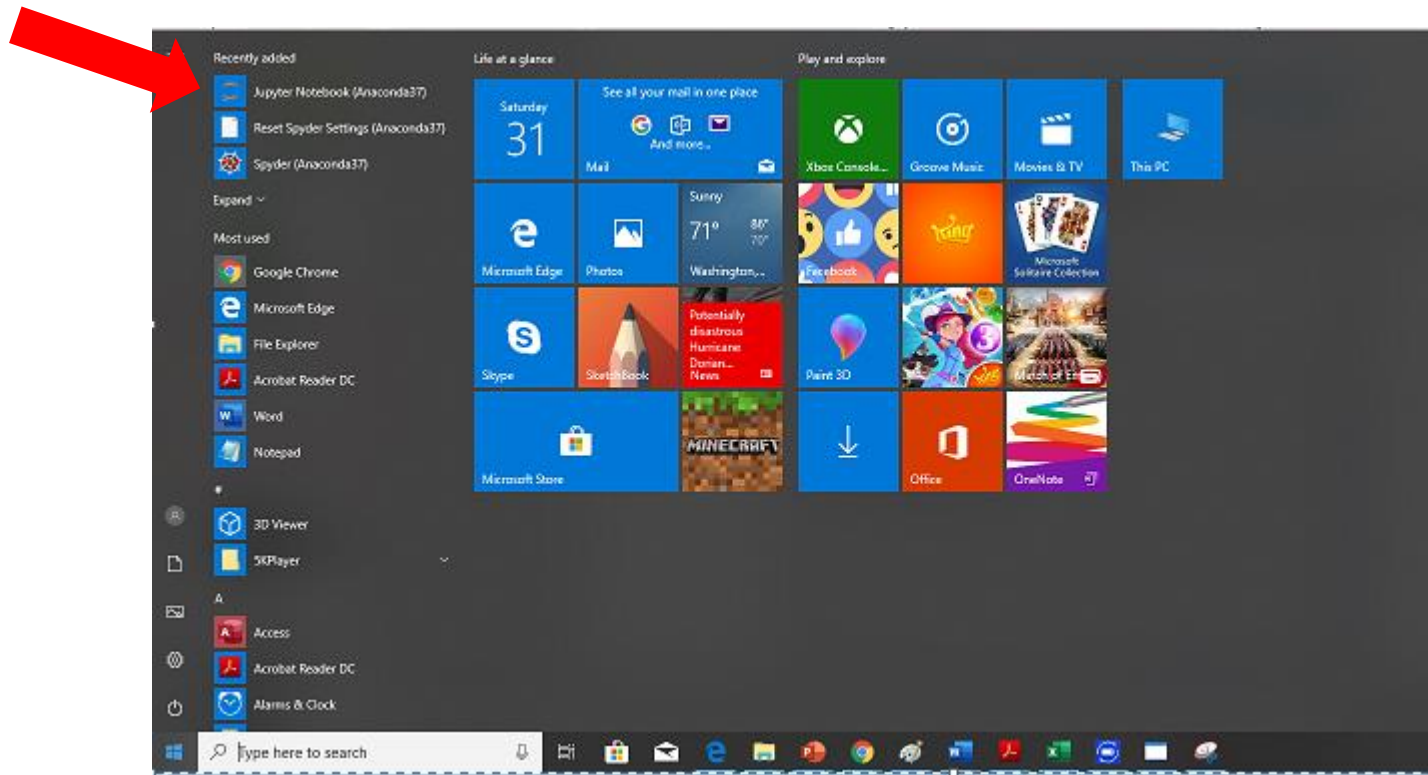 Recently added
Jupyter Notebook (Anaconda37)
Reset Spyder Settings (Anaconda37)
Spyder (Anaconda37)
Expand
Most used
Google Chrome
Microsoft Edge
File Explorer
Acrobat Reader DC
Word
Notepad
#
3D Viewer
5KPlayer
A
Access
Acrobat Reader DC
Alarms & Clock
Type here to search
Life at a glance
Saturday
31
See all your mail in one place
And more...
Mail
Microsoft Edge
Photos
Sunny
71° 86°
70°
Washington,...
Skype
SketchBook
Potentially
disastrous
Hurricane
Dorian...
News
Microsoft Store
MINECRAFT
Play and explore
Xbox Console...
Groove Music
Movies & TV
This PC
Facebook
King
Microsoft
Solitaire Collection
Paint 3D
3
King
Office
OneNote